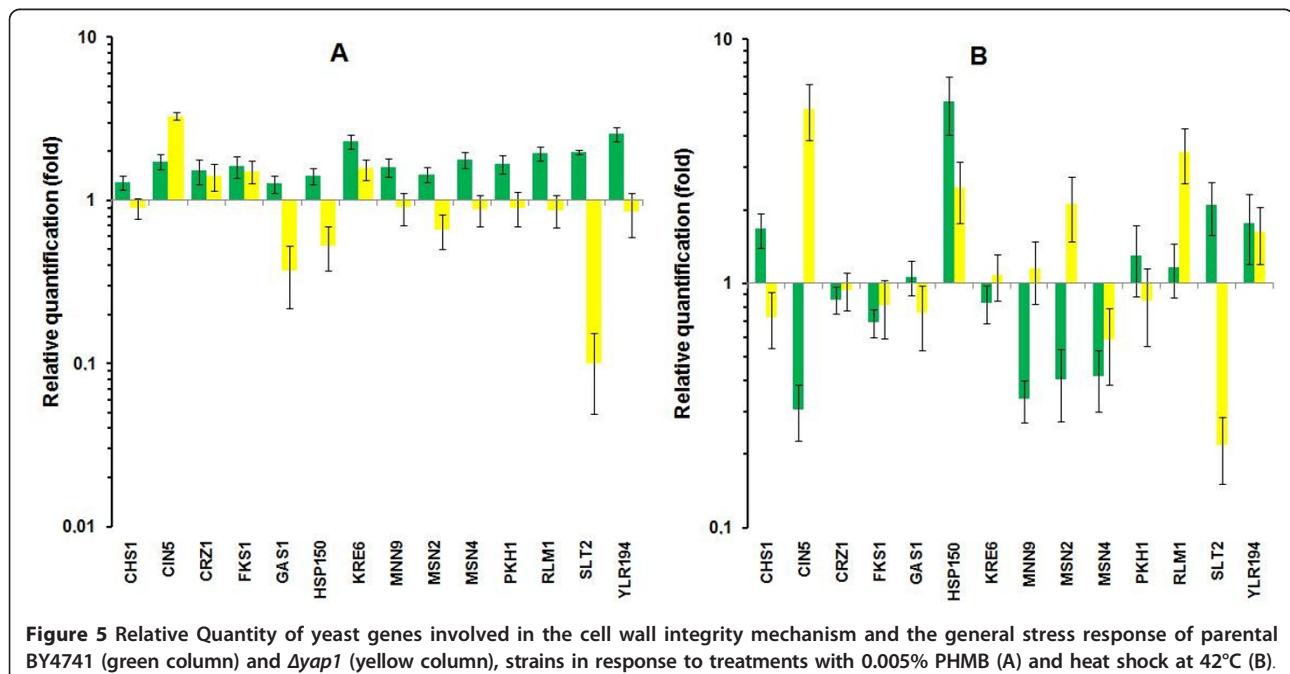 A
Relative quantification (fold)
10
1
0.1
0.01
CHS1
CIN5
CRZ1
FKS1
GAS1
HSP150
KRE6
MNN9
MSN2
MSN4
PKH1
RLM1
SLT2
YLR194
B
Relative quantification (fold)
10
1
0.1
CHS1
CIN5
CRZ1
FKS1
GAS1
HSP150
KRE6
MNN9
MSN2
MSN4
PKH1
RLM1
SLT2
YLR194
Figure 5 Relative Quantity of yeast genes involved in the cell wall integrity mechanism and the general stress response of parental
BY4741 (green column) and Δyap1 (yellow column), strains in response to treatments with 0.005% PHMB (A) and heat shock at 42°C (B).